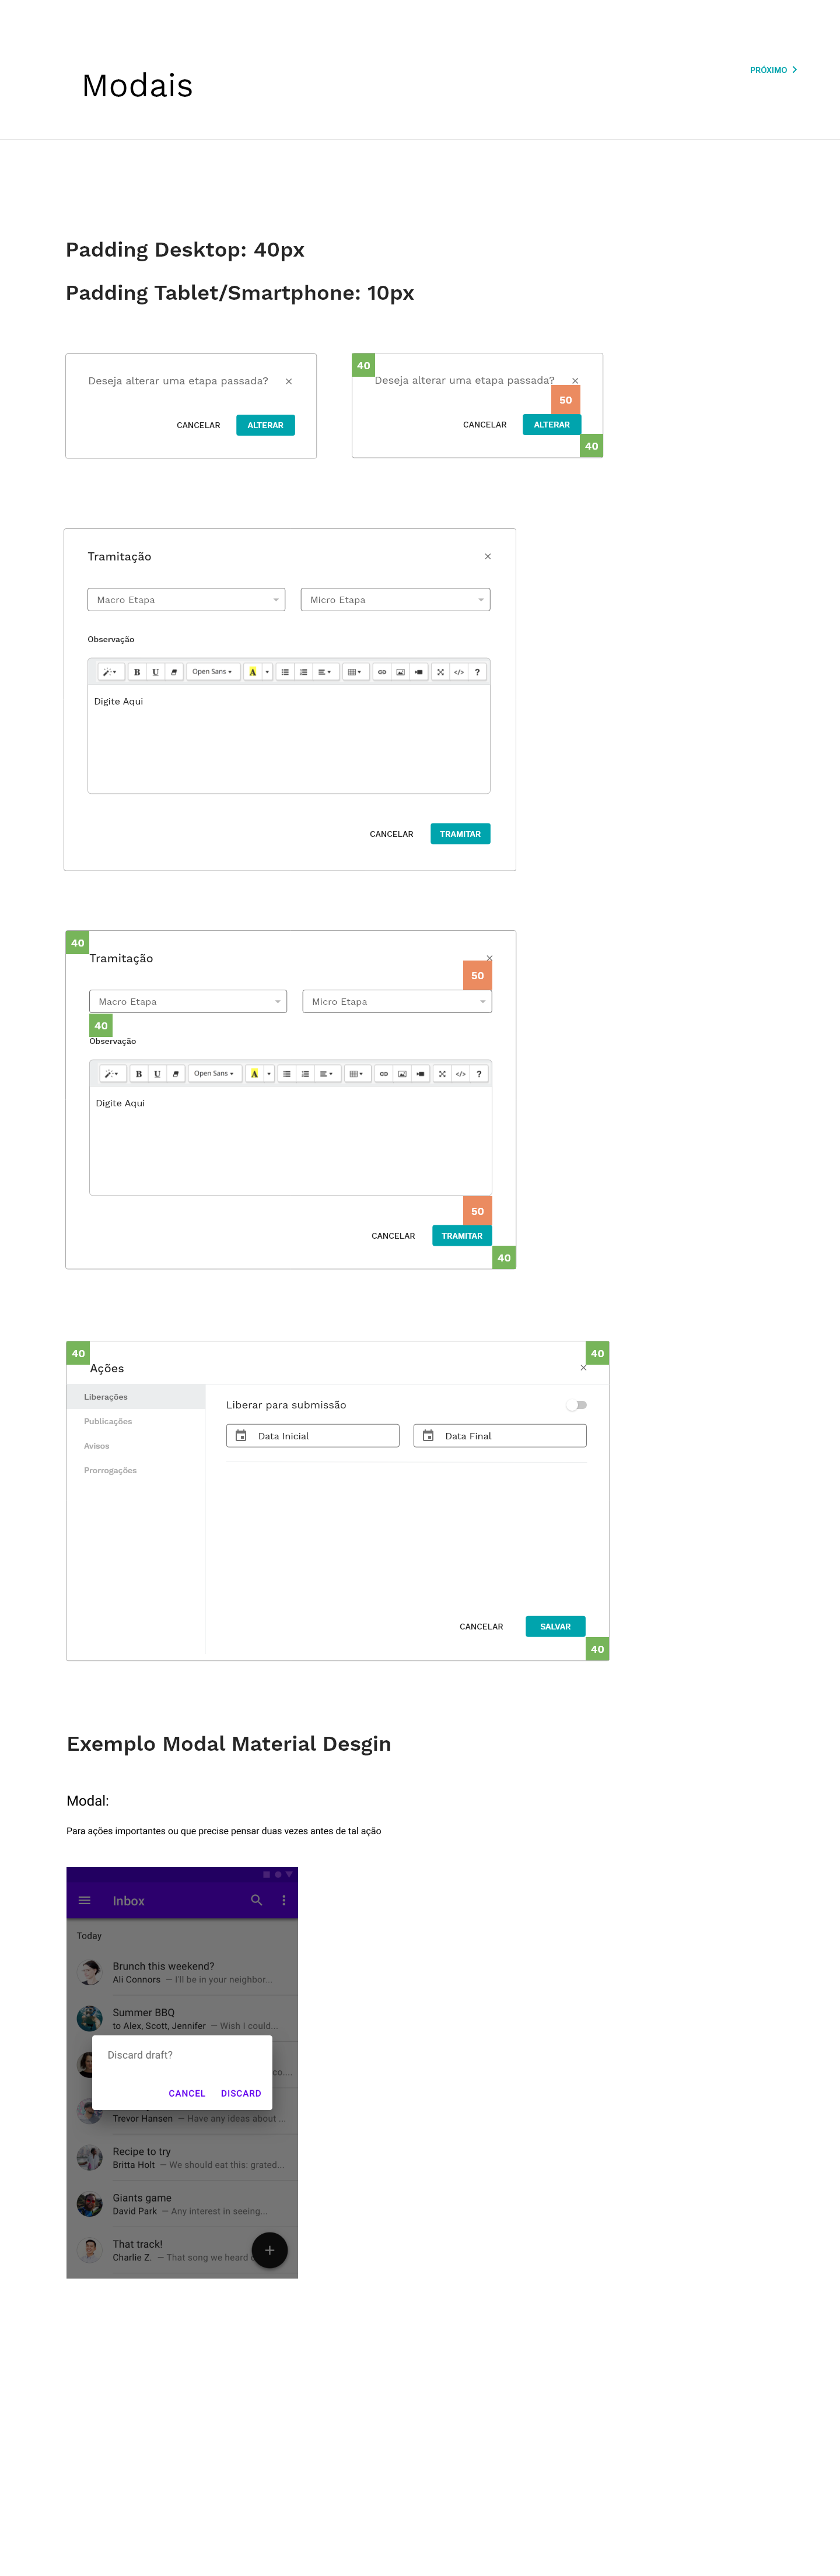 Modais
PRÓXIMO
Padding Desktop: 40px
Padding Tablet/Smartphone: 10px
Deseja alterar uma etapa passada?
CANCELAR
ALTERAR
40
Deseja alterar uma etapa passada?
50
CANCELAR
ALTERAR
40
Tramitação
Macro Etapa
Micro Etapa
Observação
B U Open Sans A </> ?
Digite Aqui
CANCELAR
TRAMITAR
40
Tramitação
50
Macro Etapa
Micro Etapa
40
Observação
B U Open Sans A </> ?
Digite Aqui
50
CANCELAR
TRAMITAR
40
40
40
Ações
Liberações
Publicações
Avisos
Prorrogações
Liberar para submissão
Data Inicial
Data Final
CANCELAR
SALVAR
40
Exemplo Modal Material Desgin
Modal:
Para ações importantes ou que precise pensar duas vezes antes de tal ação
Inbox
Today
Brunch this weekend?
Ali Connors — I'll be in your neighbor...
Summer BBQ
to Alex, Scott, Jennifer — Wish I could...
co....
Discard draft?
CANCEL
DISCARD
Trevor Hansen — Have any ideas about ...
Recipe to try
Britta Holt — We should eat this: grated...
Giants game
David Park — Any interest in seeing...
That track!
Charlie Z. — That song we heard